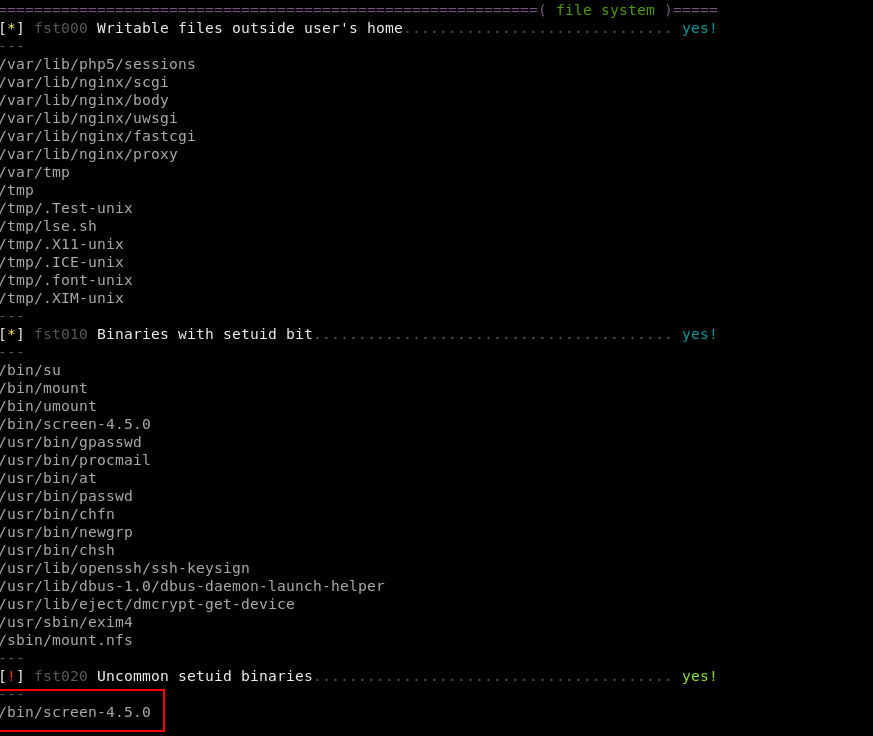 ============================================================( file system )=====
[*] fst000 Writable files outside user's home.............................. yes!
---
/var/lib/php5/sessions
/var/lib/nginx/scgi
/var/lib/nginx/body
/var/lib/nginx/uwsgi
/var/lib/nginx/fastcgi
/var/lib/nginx/proxy
/var/tmp
/tmp
/tmp/.Test-unix
/tmp/lse.sh
/tmp/.X11-unix
/tmp/.ICE-unix
/tmp/.font-unix
/tmp/.XIM-unix
---
[*] fst010 Binaries with setuid bit........................................ yes!
---
/bin/su
/bin/mount
/bin/umount
/bin/screen-4.5.0
/usr/bin/gpasswd
/usr/bin/procmail
/usr/bin/at
/usr/bin/passwd
/usr/bin/chfn
/usr/bin/newgrp
/usr/bin/chsh
/usr/lib/openssh/ssh-keysign
/usr/lib/dbus-1.0/dbus-daemon-launch-helper
/usr/lib/eject/dmcrypt-get-device
/usr/sbin/exim4
/sbin/mount.nfs
---
[!] fst020 Uncommon setuid binaries........................................ yes!
---
/bin/screen-4.5.0